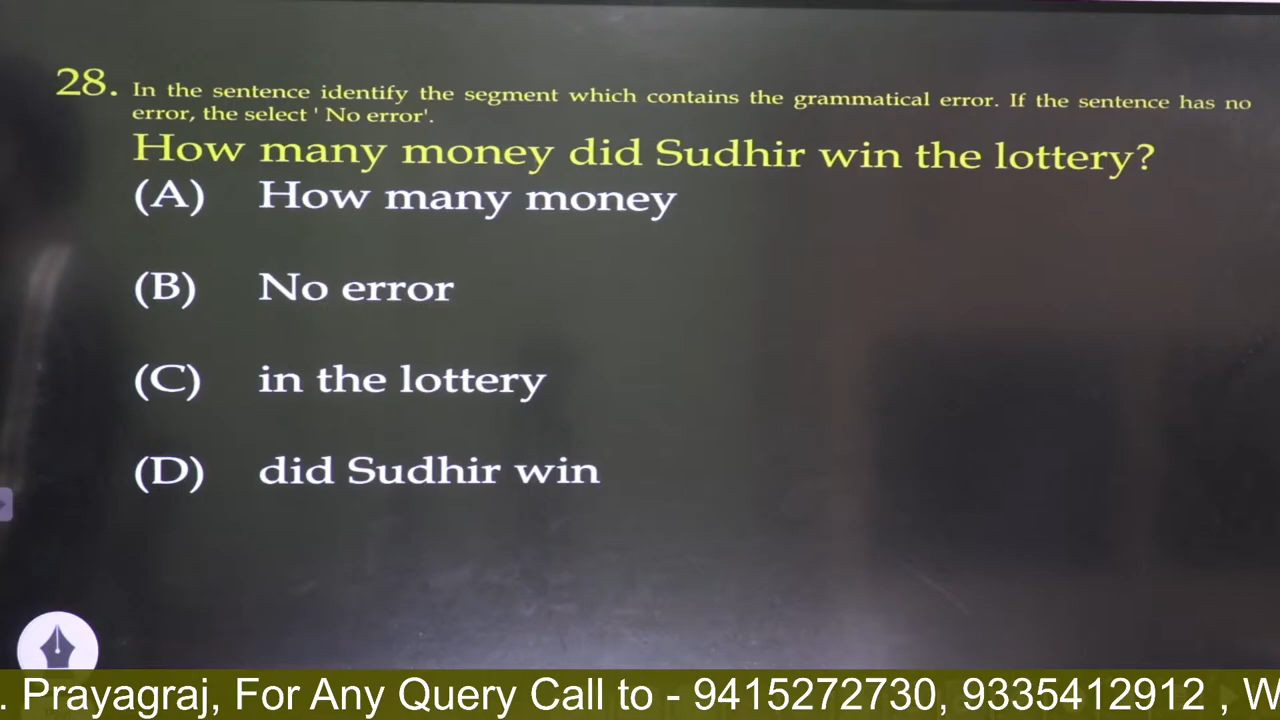 28. In the sentence identify the segment which contains the grammatical error. If the sentence has no
error, the select ' No error'.
How many money did Sudhir win the lottery?
(A) How many money
(B) No error
(C) in the lottery
(D) did Sudhir win
. Prayagraj, For Any Query Call to - 9415272730, 9335412912 , W